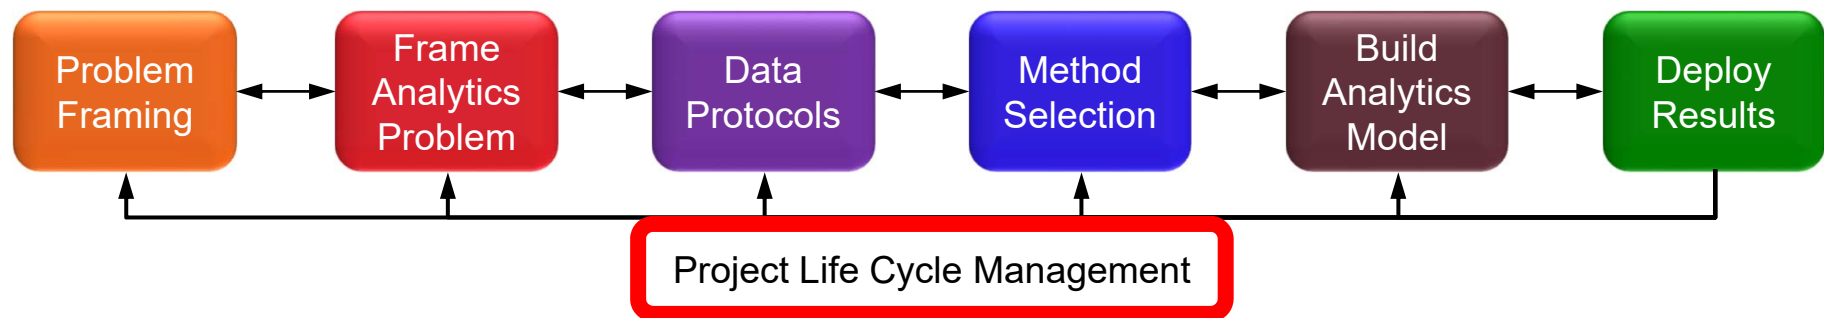 Problem
Framing
Frame
Analytics
Problem
Data
Protocols
Method
Selection
Build
Analytics
Model
Deploy
Results
Project Life Cycle Management